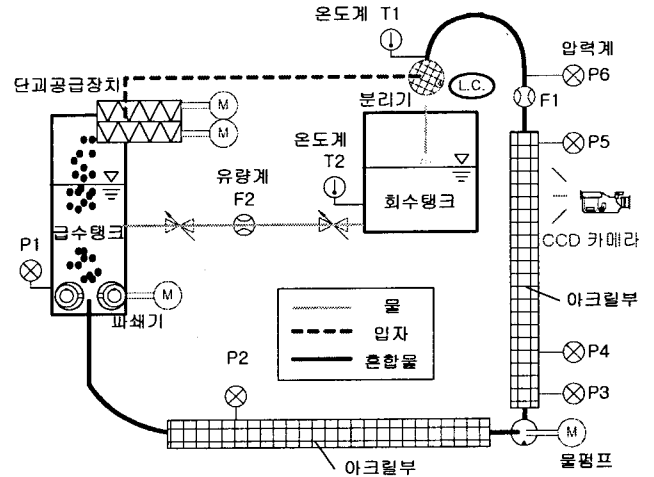 온도계 T1
압력계
P6
단괴공급장치
M
M
L.C.
분리기
F1
P5
온도계
T2
유량계
F2
회수탱크
급수탱크
CCD 카메라
P1
M
파쇄기
물
입자
혼합물
아크릴부
P2
P4
P3
M
아크릴부
물펌프